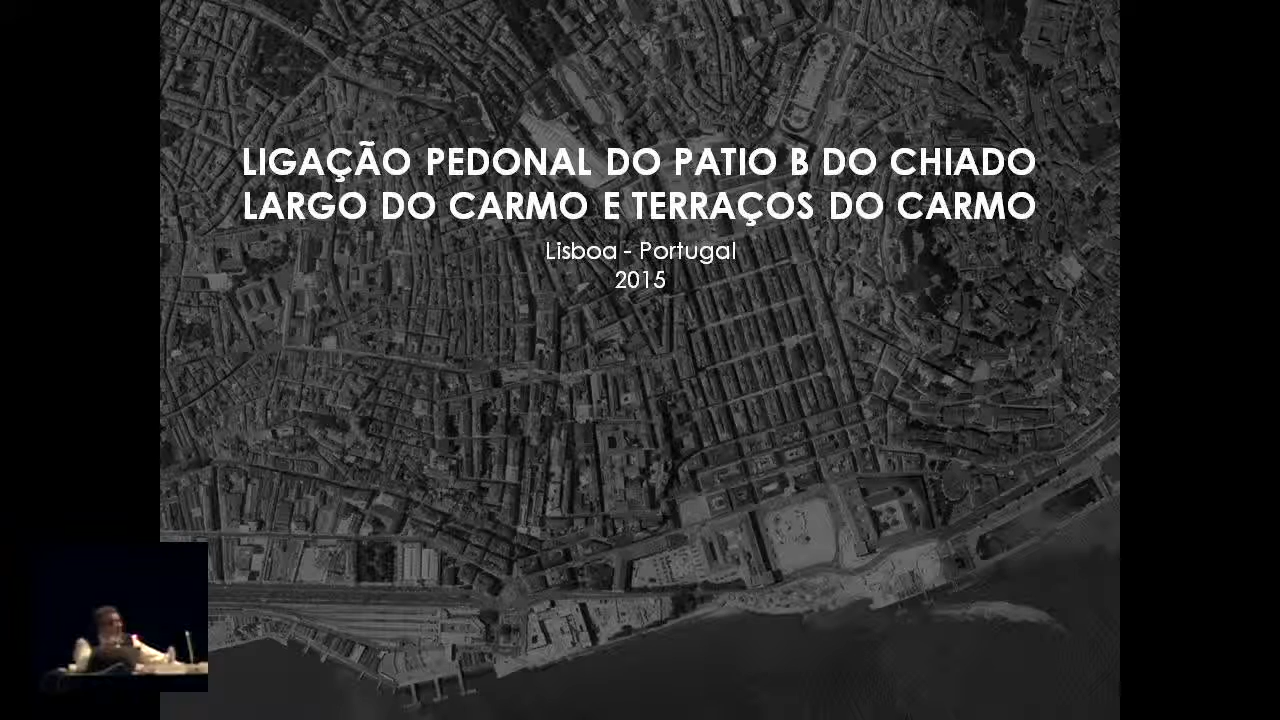 LIGAÇÃO PEDONAL DO PATIO B DO CHIADO
LARGO DO CARMO E TERRAÇOS DO CARMO
Lisboa - Portugal
2015